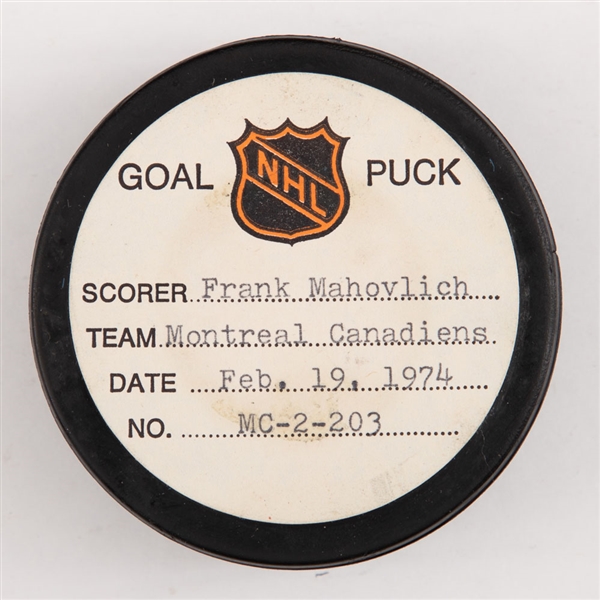 GOAL NHL PUCK
SCORER Frank Mahovlich
TEAM Montreal Canadiens
DATE Feb. 19, 1974
NO. MC-2-203